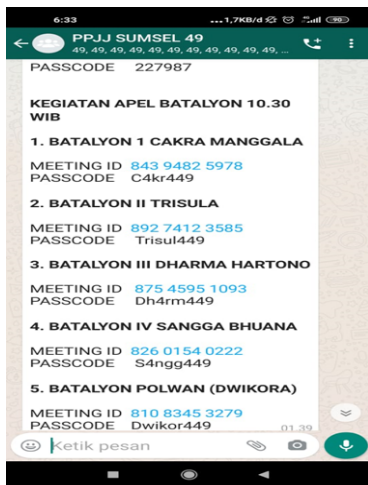 6:33
...1,7KB/d
90
PPJJ SUMSEL 49
49, 49, 49, 49, 49, 49, 49, 49, 49, 49, ...
PASSCODE 227987
KEGIATAN APEL BATALYON 10.30
WIB
1. BATALYON 1 CAKRA MANGGALA
MEETING ID 843 9482 5978
PASSCODE C4kr449
2. BATALYON II TRISULA
MEETING ID 892 7412 3585
PASSCODE Trisul449
3. BATALYON III DHARMA HARTONO
MEETING ID 875 4595 1093
PASSCODE Dh4rm449
4. BATALYON IV SANGGA BHUANA
MEETING ID 826 0154 0222
PASSCODE S4ngg449
5. BATALYON POLWAN (DWIKORA)
MEETING ID 810 8345 3279
PASSCODE Dwikor449
01.39
Ketik pesan